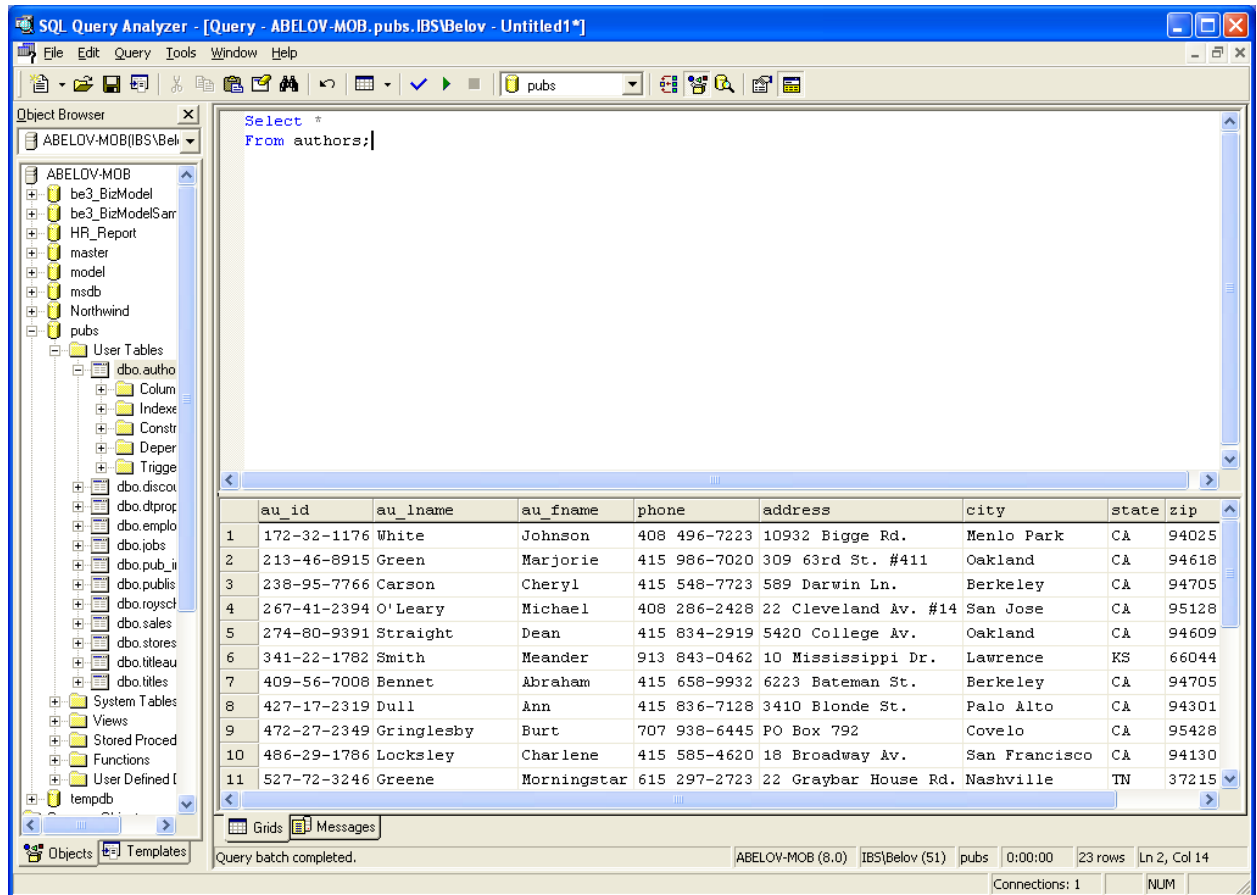 SQL Query Analyzer - [Query - ABELOV-MOB.pubs.IBS\Belov - Untitled1*]
File Edit Query Tools Window Help
pubs
Object Browser
ABELOV-MOB(IBS\Bel
ABELOV-MOB
be3_BizModel
be3_BizModelSam
HR_Report
master
model
msdb
Northwind
pubs
User Tables
dbo.autho
Colum
Indexe
Constr
Deper
Trigge
dbo.discou
dbo.dtprop
dbo.emplo
dbo.jobs
dbo.pub_in
dbo.publis
dbo.roysch
dbo.sales
dbo.stores
dbo.titleau
dbo.titles
System Tables
Views
Stored Proced
Functions
User Defined D
tempdb
Objects Templates
Select *
From authors;
au_id au_lname au_fname phone address city state zip
1 172-32-1176 White Johnson 408 496-7223 10932 Bigge Rd. Menlo Park CA 94025
2 213-46-8915 Green Marjorie 415 986-7020 309 63rd St. #411 Oakland CA 94618
3 238-95-7766 Carson Cheryl 415 548-7723 589 Darwin Ln. Berkeley CA 94705
4 267-41-2394 O'Leary Michael 408 286-2428 22 Cleveland Av. #14 San Jose CA 95128
5 274-80-9391 Straight Dean 415 834-2919 5420 College Av. Oakland CA 94609
6 341-22-1782 Smith Meander 913 843-0462 10 Mississippi Dr. Lawrence KS 66044
7 409-56-7008 Bennet Abraham 415 658-9932 6223 Bateman St. Berkeley CA 94705
8 427-17-2319 Dull Ann 415 836-7128 3410 Blonde St. Palo Alto CA 94301
9 472-27-2349 Gringlesby Burt 707 938-6445 PO Box 792 Covelo CA 95428
10 486-29-1786 Locksley Charlene 415 585-4620 18 Broadway Av. San Francisco CA 94130
11 527-72-3246 Greene Morningstar 615 297-2723 22 Graybar House Rd. Nashville TN 37215
Grids Messages
Query batch completed. ABELOV-MOB (8.0) IBS\Belov (51) pubs 0:00:00 23 rows Ln 2, Col 14
Connections: 1 NUM